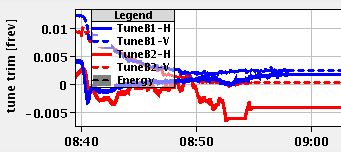 Legend
TuneB1-H
TuneB1-V
TuneB2-H
TuneB2-V
Energy
tune trim [frev]
0.01
0.005
0
-0.005
08:40
08:50
09:00